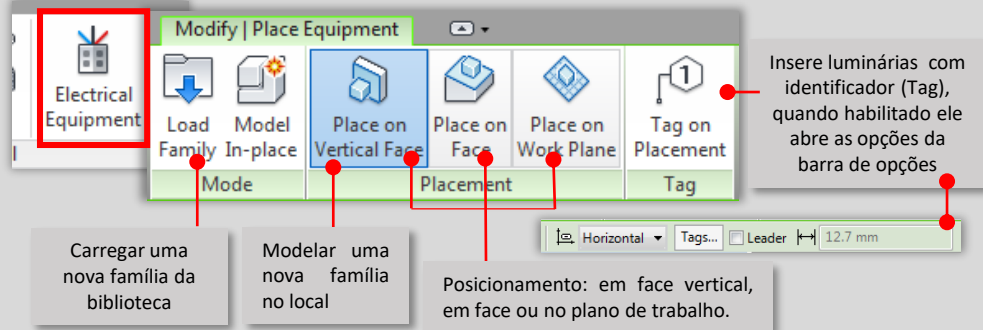 Modify | Place Equipment
Electrical
Equipment
Load
Family
Model
In-place
Place on
Vertical Face
Place on
Face
Place on
Work Plane
Tag on
Placement
Mode
Placement
Tag
Insere luminárias com
identificador (Tag),
quando habilitado ele
abre as opções da
barra de opções
Horizontal
Tags...
Leader
12.7 mm
Carregar uma
nova família da
biblioteca
Modelar uma
nova família
no local
Posicionamento: em face vertical,
em face ou no plano de trabalho.